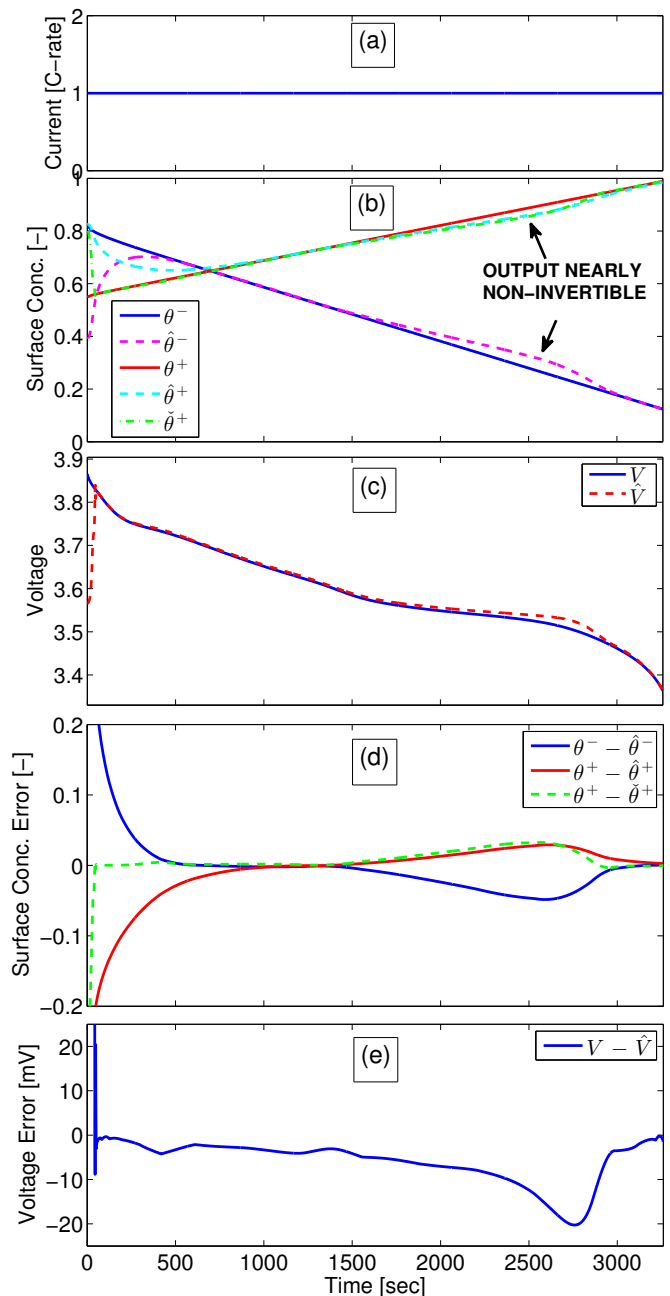 (a)
Current [C−rate]
2
1
0
(b)
Surface Conc. [-]
1
0.8
0.6
0.4
0.2
0
OUTPUT NEARLY
NON−INVERTIBLE
θ⁻
θ̂⁻
θ⁺
θ̂⁺
θ̌⁺
(c)
Voltage
3.9
3.8
3.7
3.6
3.5
3.4
V
V̂
(d)
Surface Conc. Error [-]
0.2
0.1
0
−0.1
−0.2
θ⁻ − θ̂⁻
θ⁺ − θ̂⁺
θ⁺ − θ̌⁺
(e)
Voltage Error [mV]
20
10
0
−10
−20
V − V̂
0 500 1000 1500 2000 2500 3000
Time [sec]